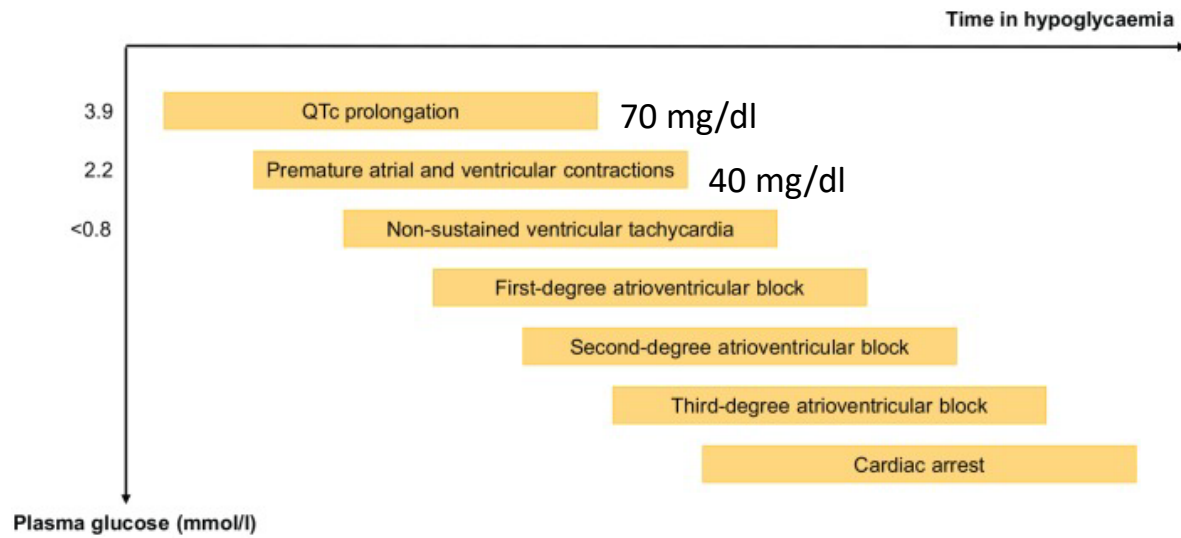 Time in hypoglycaemia
3.9
QTc prolongation
70 mg/dl
2.2
Premature atrial and ventricular contractions
40 mg/dl
<0.8
Non-sustained ventricular tachycardia
First-degree atrioventricular block
Second-degree atrioventricular block
Third-degree atrioventricular block
Cardiac arrest
Plasma glucose (mmol/l)